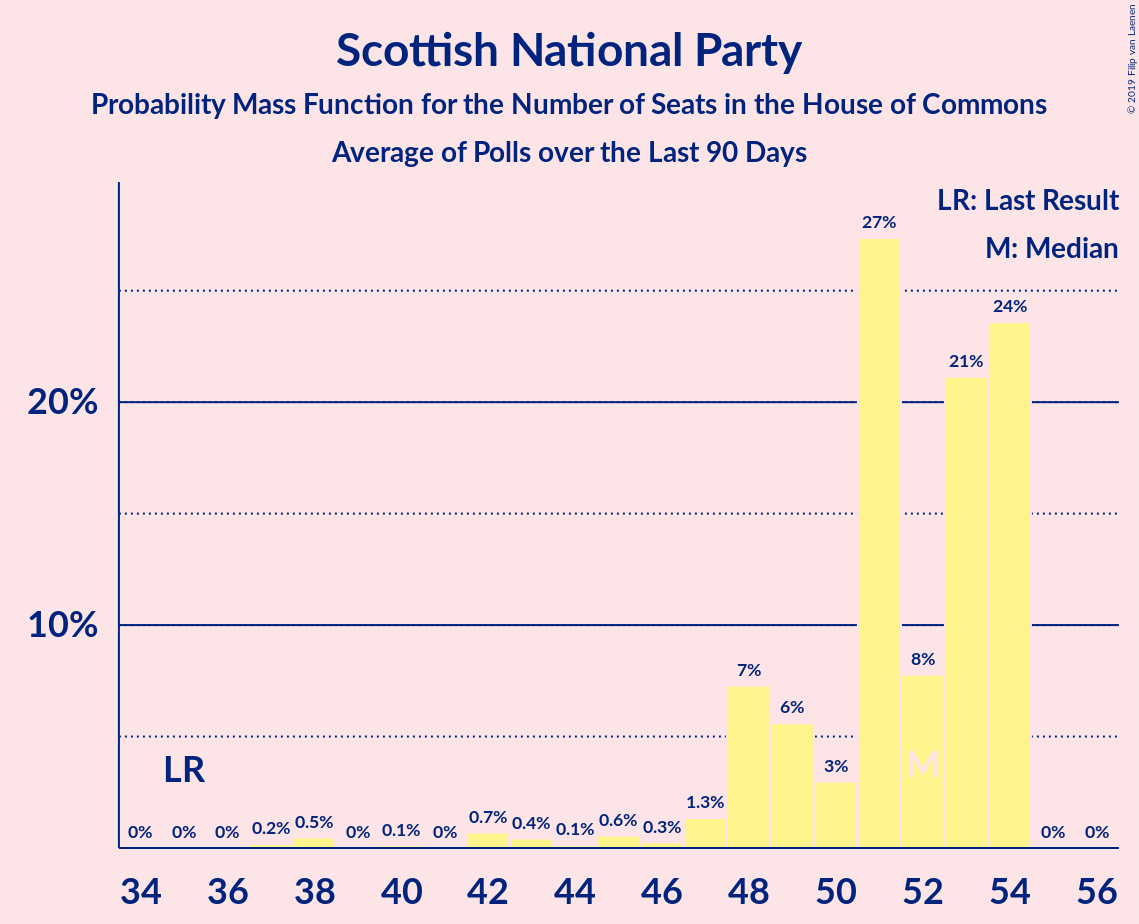 Scottish National Party
Probability Mass Function for the Number of Seats in the House of Commons
Average of Polls over the Last 90 Days
© 2019 Filip van Laenen
LR: Last Result
M: Median
27%
24%
21%
20%
10%
8%
7%
6%
3%
M
LR
0% 0% 0% 0.2% 0.5% 0% 0.1% 0% 0.7% 0.4% 0.1% 0.6% 0.3% 1.3% 0% 0%
34 36 38 40 42 44 46 48 50 52 54 56